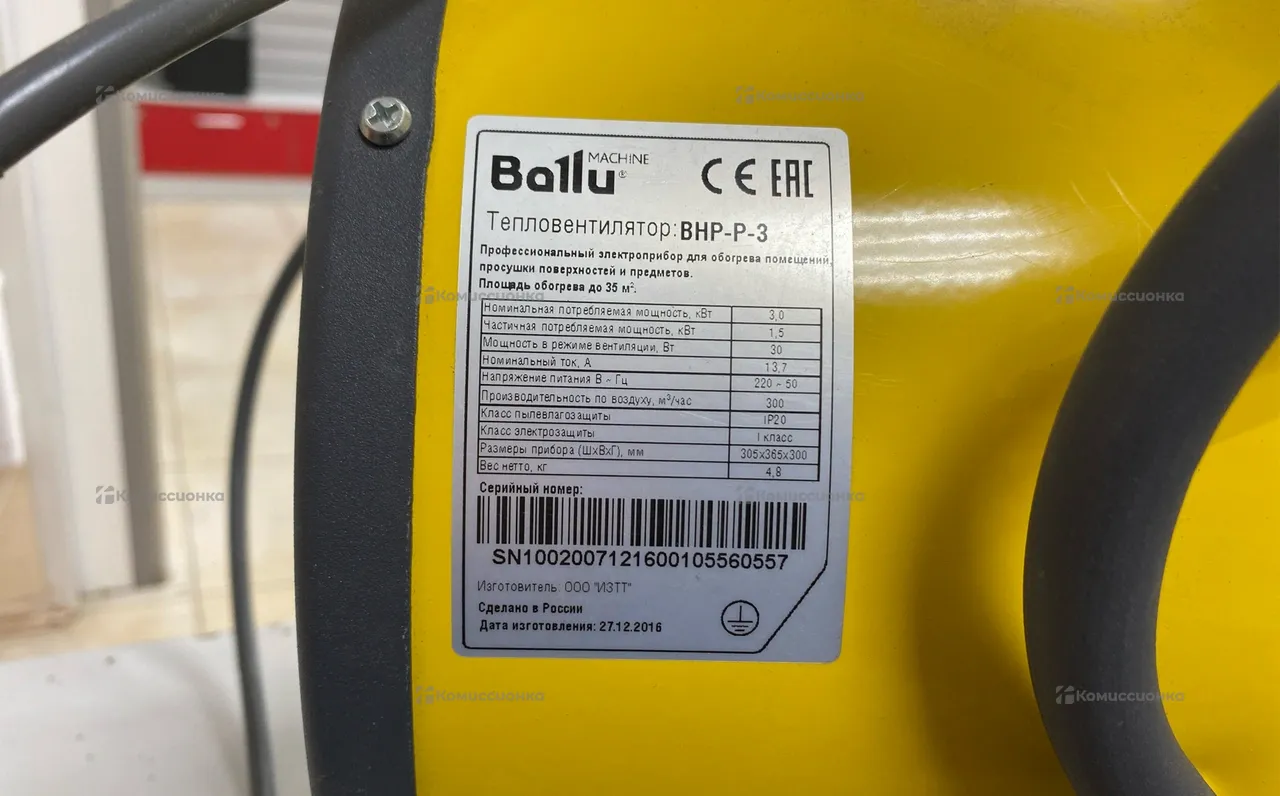 Комиссионка
Комиссионка
Ballu MACHINE ®
CE EAC
Тепловентилятор: BHP-P-3
Профессиональный электроприбор для обогрева помещений,
просушки поверхностей и предметов.
Площадь обогрева до 35 м².
Комиссионка
Комиссионка
Номинальная потребляемая мощность, кВт 3,0
Частичная потребляемая мощность, кВт 1,5
Мощность в режиме вентиляции, Вт 30
Номинальный ток, А 13,7
Напряжение питания В ~ Гц 220 ~ 50
Производительность по воздуху, м³/час 300
Класс пылевлагозащиты IP20
Класс электрозащиты I класс
Размеры прибора (ШхВхГ), мм 305x365x300
Вес нетто, кг 4,8
Серийный номер:
Комиссионка
Комиссионка
SN1002007121600105560557
Изготовитель: ООО "ИЗТТ"
Сделано в России
Дата изготовления: 27.12.2016
Комиссионка
Комиссионка